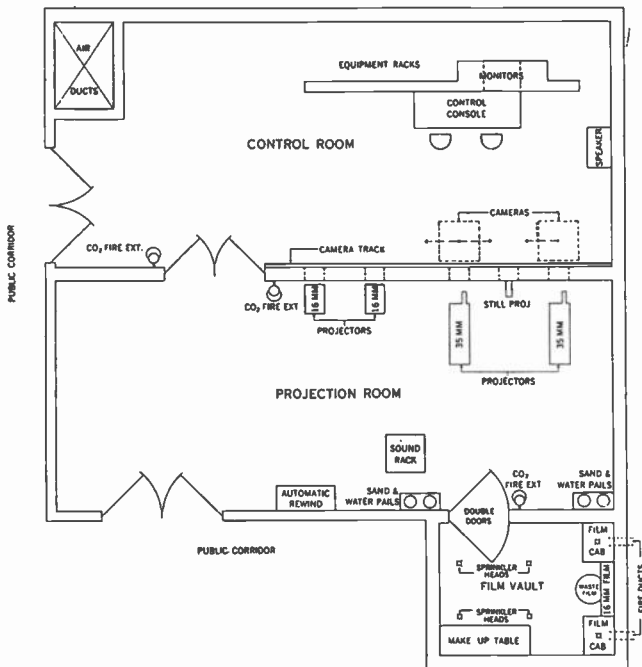 AIR
DUCTS
EQUIPMENT RACKS
MONITORS
CONTROL
CONSOLE
CONTROL ROOM
SPEAKER
PUBLIC CORRIDOR
CAMERAS
CO₂ FIRE EXT.
CAMERA TRACK
CO₂ FIRE EXT
16 MM
16 MM
PROJECTORS
STILL PROJ
35 MM
35 MM
PROJECTORS
PROJECTION ROOM
SOUND
RACK
AUTOMATIC
REWIND
SAND &
WATER PAILS
DOUBLE
DOORS
CO₂
FIRE EXT
SAND &
WATER PAILS
PUBLIC CORRIDOR
FILM
CAB
SPRINKLER
HEADS
FILM VAULT
WASTE
FILM
16 MM FILM
FIRE DUCTS
SPRINKLER
HEADS
MAKE UP TABLE
FILM
CAB